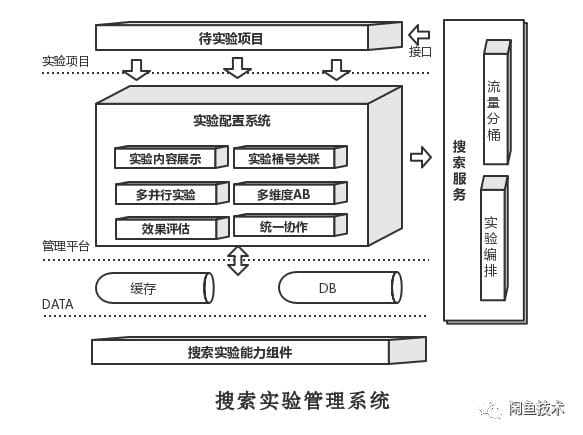 待实验项目
接口
实验项目
实验配置系统
实验内容展示
实验桶号关联
多并行实验
多维度AB
效果评估
统一协作
管理平台
缓存
DB
DATA
搜索实验能力组件
搜索服务
流量分桶
实验编排
搜索实验管理系统
闲鱼技术